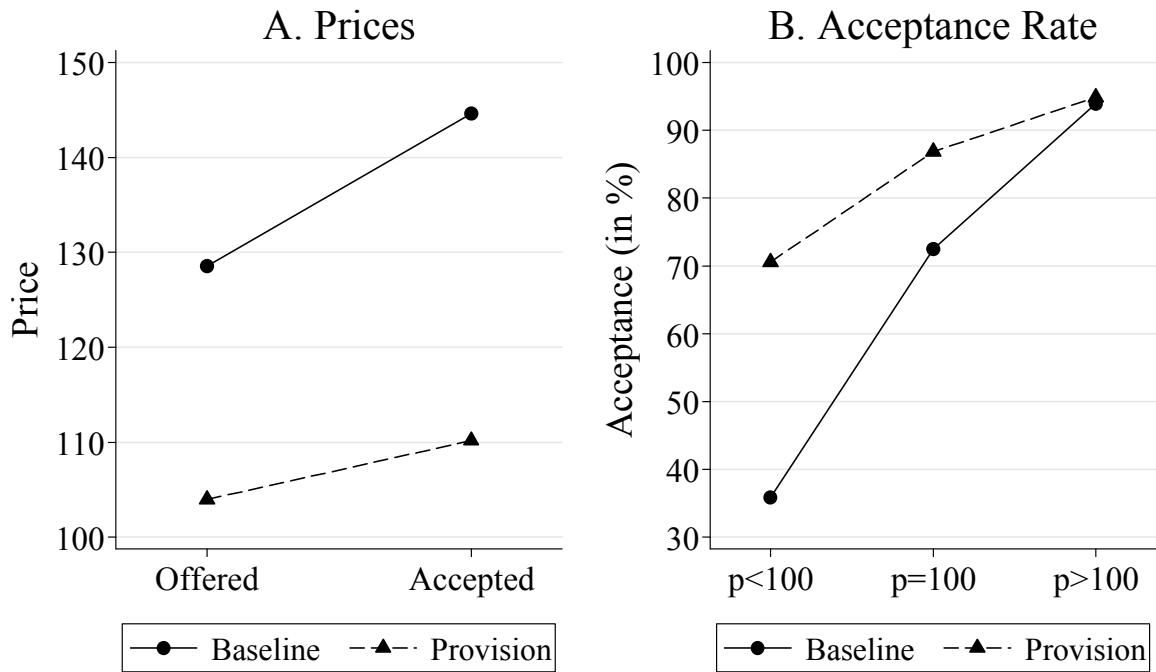 A. Prices
150
140
130
120
110
100
Price
Offered
Accepted
Baseline
Provision
B. Acceptance Rate
100
90
80
70
60
50
40
30
Acceptance (in %)
p<100
p=100
p>100
Baseline
Provision